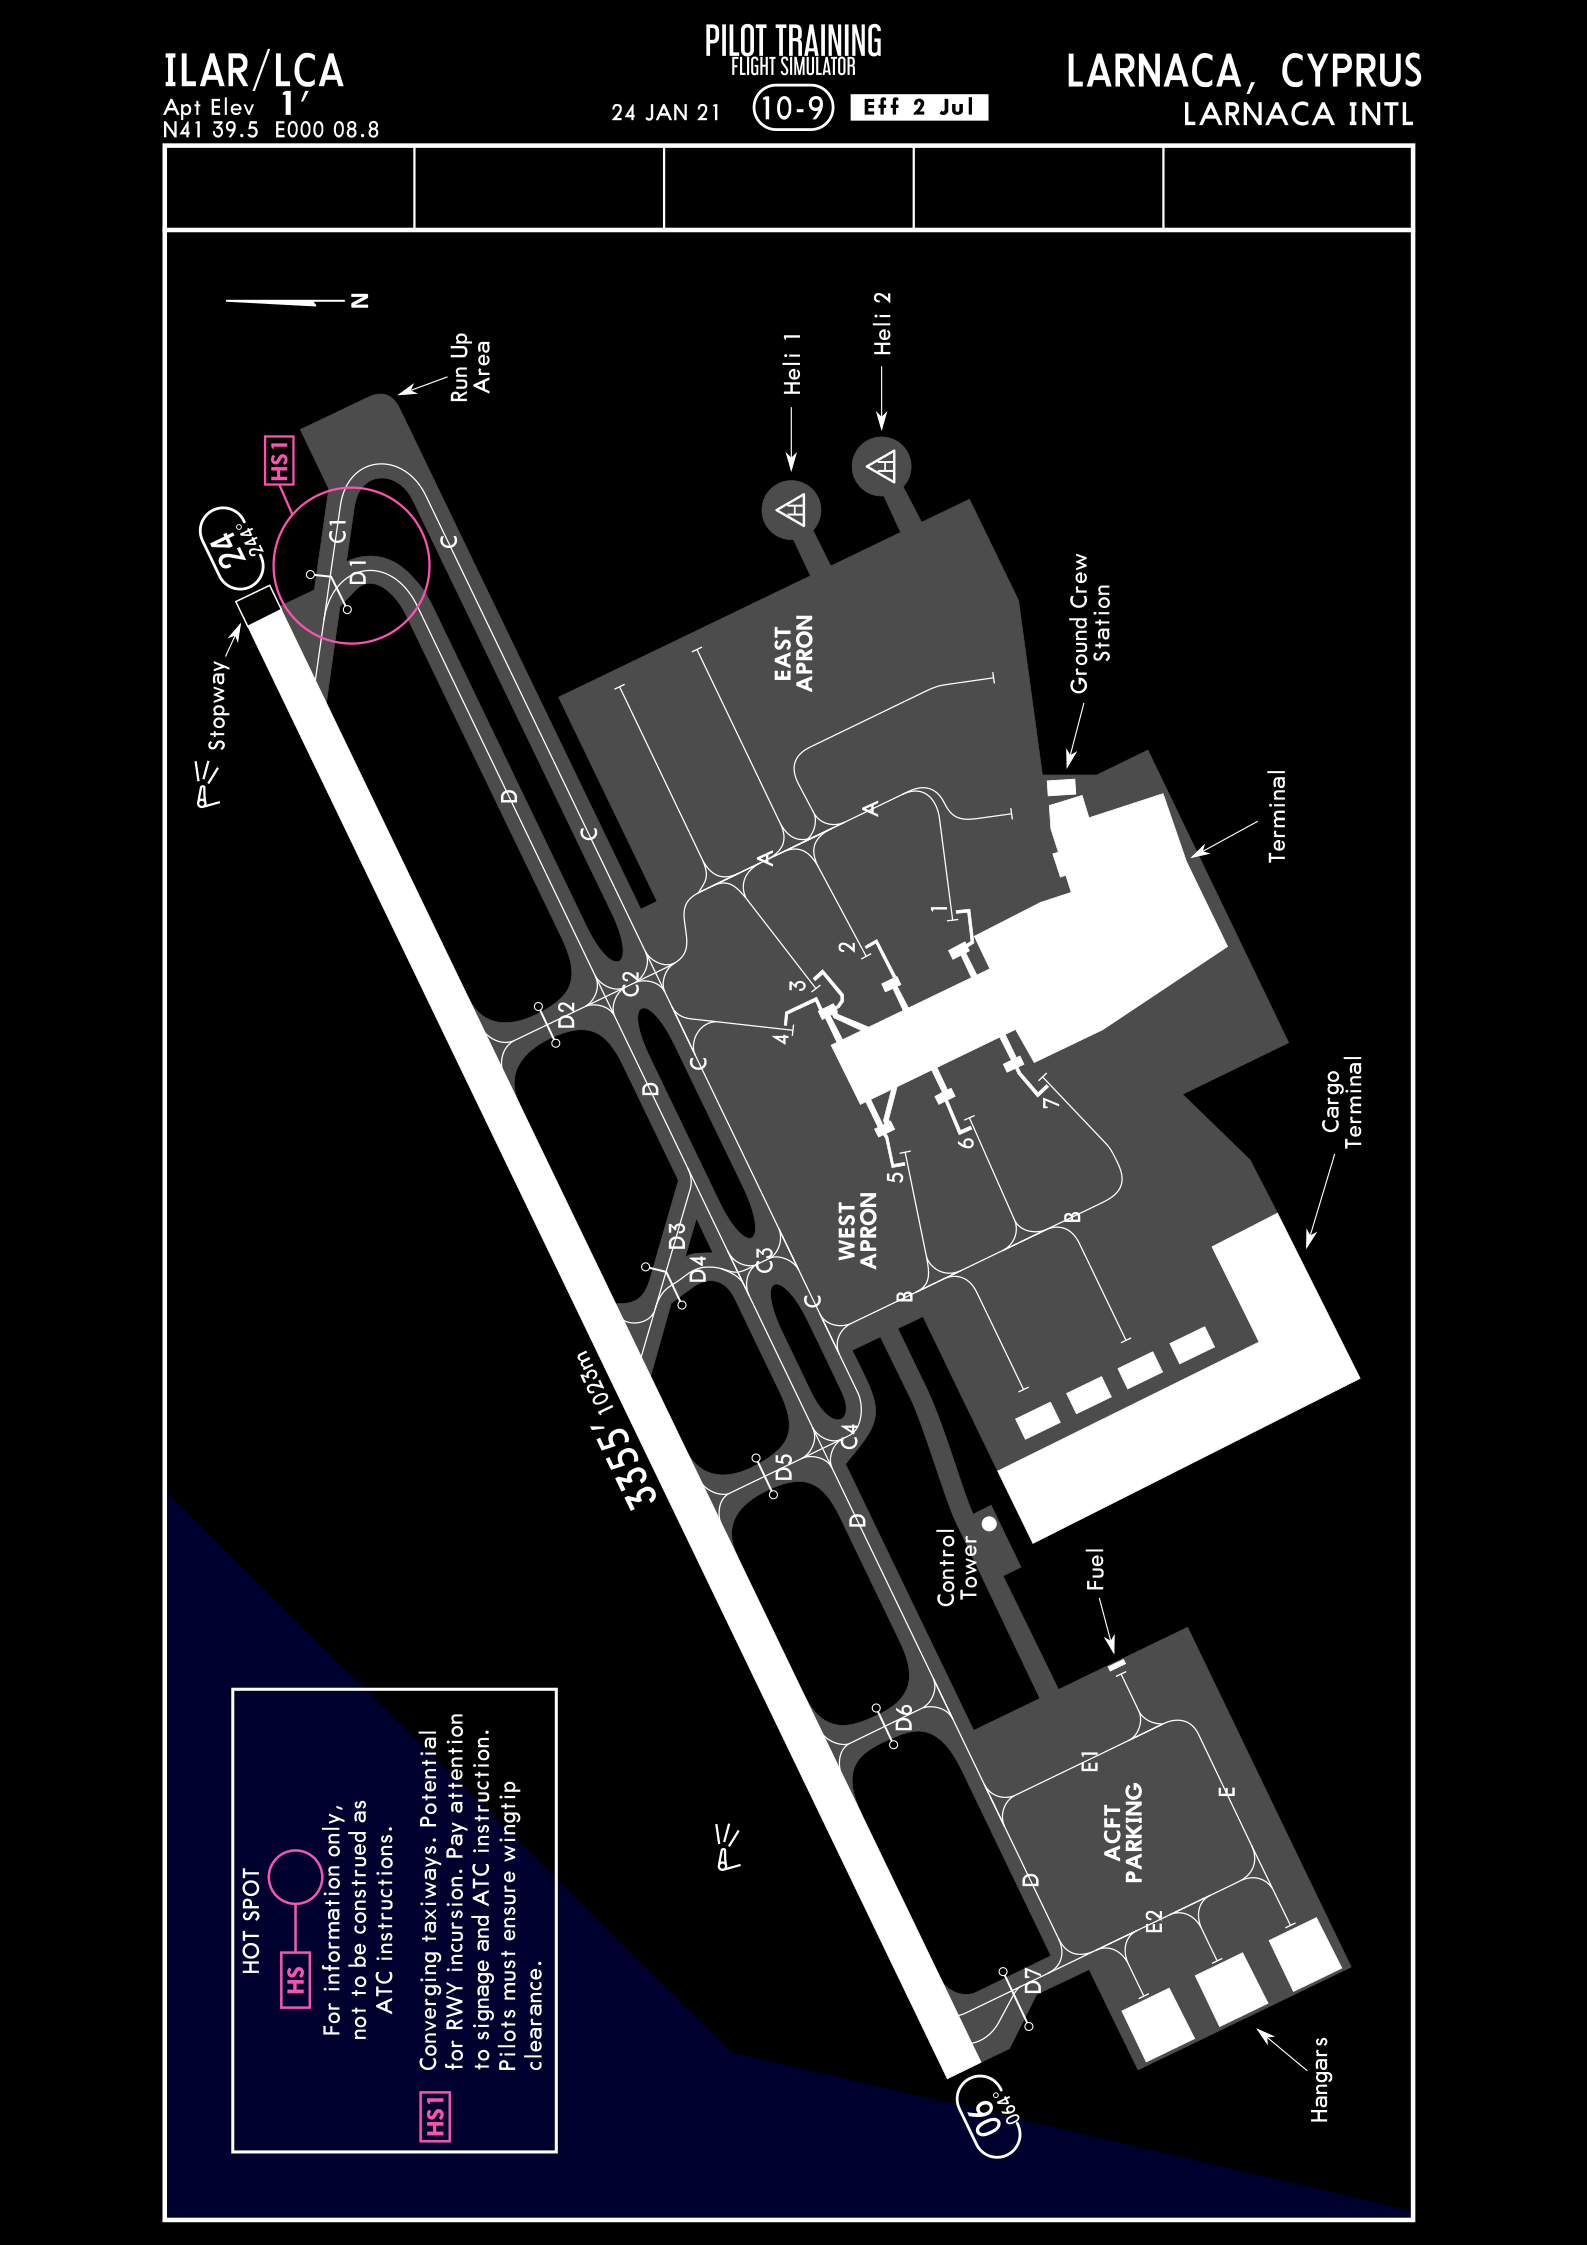 ILAR/LCA
Apt Elev 1'
N41 39.5 E000 08.8
PILOT TRAINING
FLIGHT SIMULATOR
24 JAN 21
10-9
Eff 2 Jul
LARNACA, CYPRUS
LARNACA INTL
N
Run Up
Area
HS1
24
244°
Stopway
C1
D1
C
D
C
Heli 1
Heli 2
EAST
APRON
Ground Crew
Station
Terminal
A
A
1
2
3
4
C2
D2
C
D
D3
D4
C3
C
WEST
APRON
5
6
7
B
B
Cargo
Terminal
3355' 1023m
D5
C4
D
Control
Tower
Fuel
D6
E1
E
ACFT
PARKING
D
E2
D7
06
064°
Hangars
HOT SPOT
HS
For information only,
not to be construed as
ATC instructions.
HS1
Converging taxiways. Potential
for RWY incursion. Pay attention
to signage and ATC instruction.
Pilots must ensure wingtip
clearance.